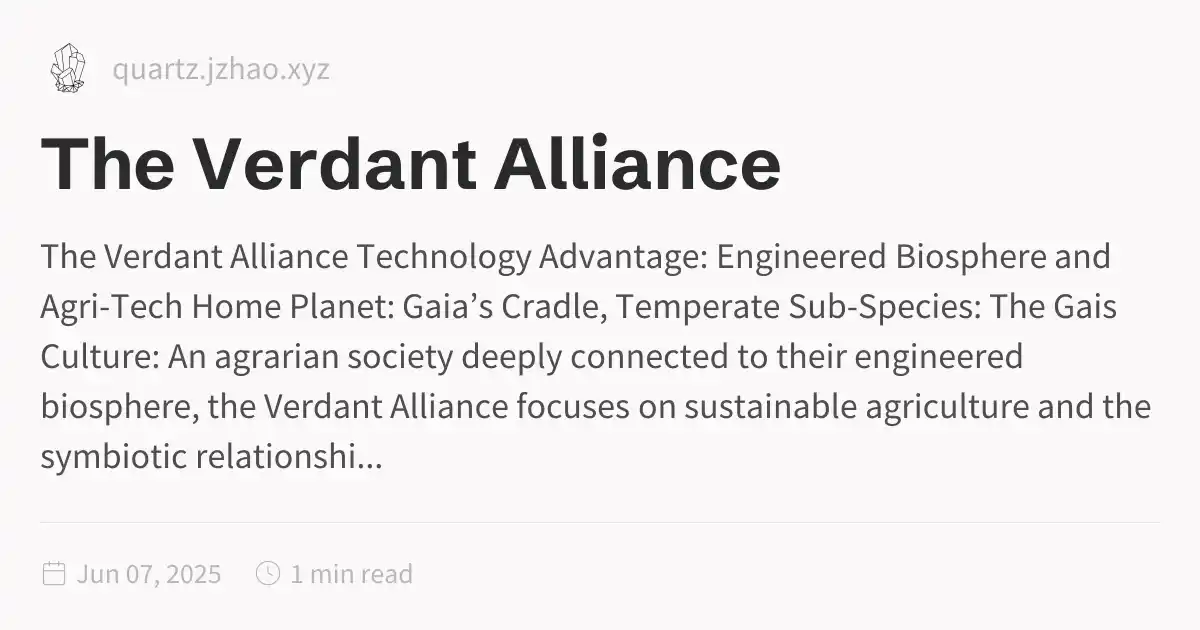 quartz.jzhao.xyz
The Verdant Alliance
The Verdant Alliance Technology Advantage: Engineered Biosphere and
Agri-Tech Home Planet: Gaia’s Cradle, Temperate Sub-Species: The Gais
Culture: An agrarian society deeply connected to their engineered
biosphere, the Verdant Alliance focuses on sustainable agriculture and the
symbiotic relationshi...
Jun 07, 2025 1 min read